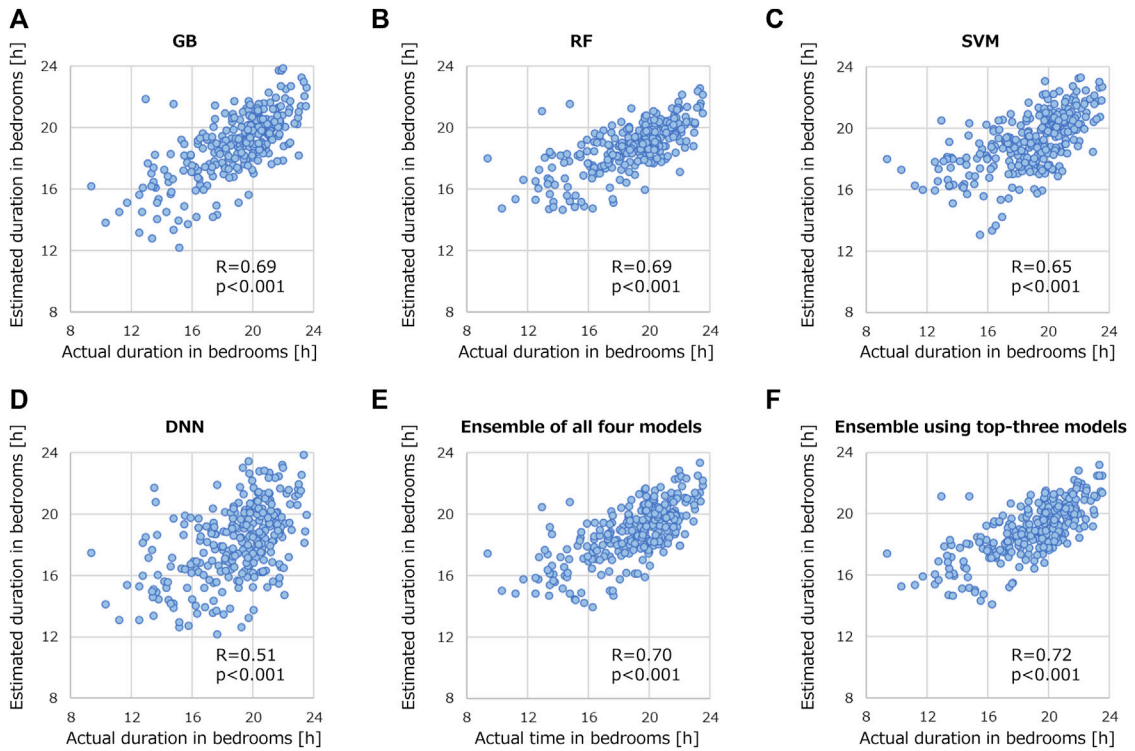 A
GB
Estimated duration in bedrooms [h]
24
20
16
12
8
R=0.69
p<0.001
8 12 16 20 24
Actual duration in bedrooms [h]
B
RF
Estimated duration in bedrooms [h]
24
20
16
12
8
R=0.69
p<0.001
8 12 16 20 24
Actual duration in bedrooms [h]
C
SVM
Estimated duration in bedrooms [h]
24
20
16
12
8
R=0.65
p<0.001
8 12 16 20 24
Actual duration in bedrooms [h]
D
DNN
Estimated duration in bedrooms [h]
24
20
16
12
8
R=0.51
p<0.001
8 12 16 20 24
Actual duration in bedrooms [h]
E
Ensemble of all four models
Estimated duration in bedrooms [h]
24
20
16
12
8
R=0.70
p<0.001
8 12 16 20 24
Actual time in bedrooms [h]
F
Ensemble using top-three models
Estimated duration in bedrooms [h]
24
20
16
12
8
R=0.72
p<0.001
8 12 16 20 24
Actual duration in bedrooms [h]